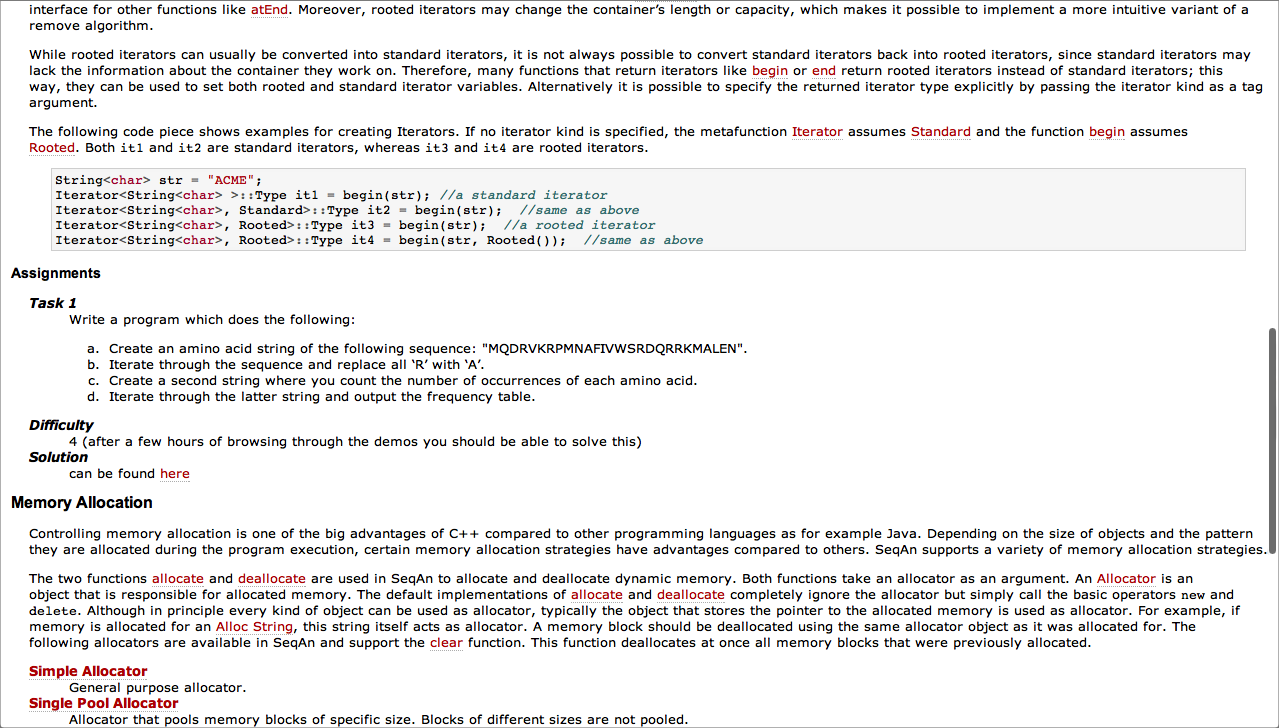 interface for other functions like atEnd. Moreover, rooted iterators may change the container’s length or capacity, which makes it possible to implement a more intuitive variant of a
remove algorithm.
While rooted iterators can usually be converted into standard iterators, it is not always possible to convert standard iterators back into rooted iterators, since standard iterators may
lack the information about the container they work on. Therefore, many functions that return iterators like begin or end return rooted iterators instead of standard iterators; this
way, they can be used to set both rooted and standard iterator variables. Alternatively it is possible to specify the returned iterator type explicitly by passing the iterator kind as a tag
argument.
The following code piece shows examples for creating Iterators. If no iterator kind is specified, the metafunction Iterator assumes Standard and the function begin assumes
Rooted. Both it1 and it2 are standard iterators, whereas it3 and it4 are rooted iterators.
String<char> str = "ACME";
Iterator<String<char> >::Type it1 = begin(str); //a standard iterator
Iterator<String<char>, Standard>::Type it2 = begin(str);  //same as above
Iterator<String<char>, Rooted>::Type it3 = begin(str);  //a rooted iterator
Iterator<String<char>, Rooted>::Type it4 = begin(str, Rooted());  //same as above
Assignments
Task 1
Write a program which does the following:
a. Create an amino acid string of the following sequence: "MQDRVKRPMNAFIVWSRDQRRKMALEN".
b. Iterate through the sequence and replace all ‘R’ with ‘A’.
c. Create a second string where you count the number of occurrences of each amino acid.
d. Iterate through the latter string and output the frequency table.
Difficulty
4 (after a few hours of browsing through the demos you should be able to solve this)
Solution
can be found here
Memory Allocation
Controlling memory allocation is one of the big advantages of C++ compared to other programming languages as for example Java. Depending on the size of objects and the pattern
they are allocated during the program execution, certain memory allocation strategies have advantages compared to others. SeqAn supports a variety of memory allocation strategies.
The two functions allocate and deallocate are used in SeqAn to allocate and deallocate dynamic memory. Both functions take an allocator as an argument. An Allocator is an
object that is responsible for allocated memory. The default implementations of allocate and deallocate completely ignore the allocator but simply call the basic operators new and
delete. Although in principle every kind of object can be used as allocator, typically the object that stores the pointer to the allocated memory is used as allocator. For example, if
memory is allocated for an Alloc String, this string itself acts as allocator. A memory block should be deallocated using the same allocator object as it was allocated for. The
following allocators are available in SeqAn and support the clear function. This function deallocates at once all memory blocks that were previously allocated.
Simple Allocator
General purpose allocator.
Single Pool Allocator
Allocator that pools memory blocks of specific size. Blocks of different sizes are not pooled.